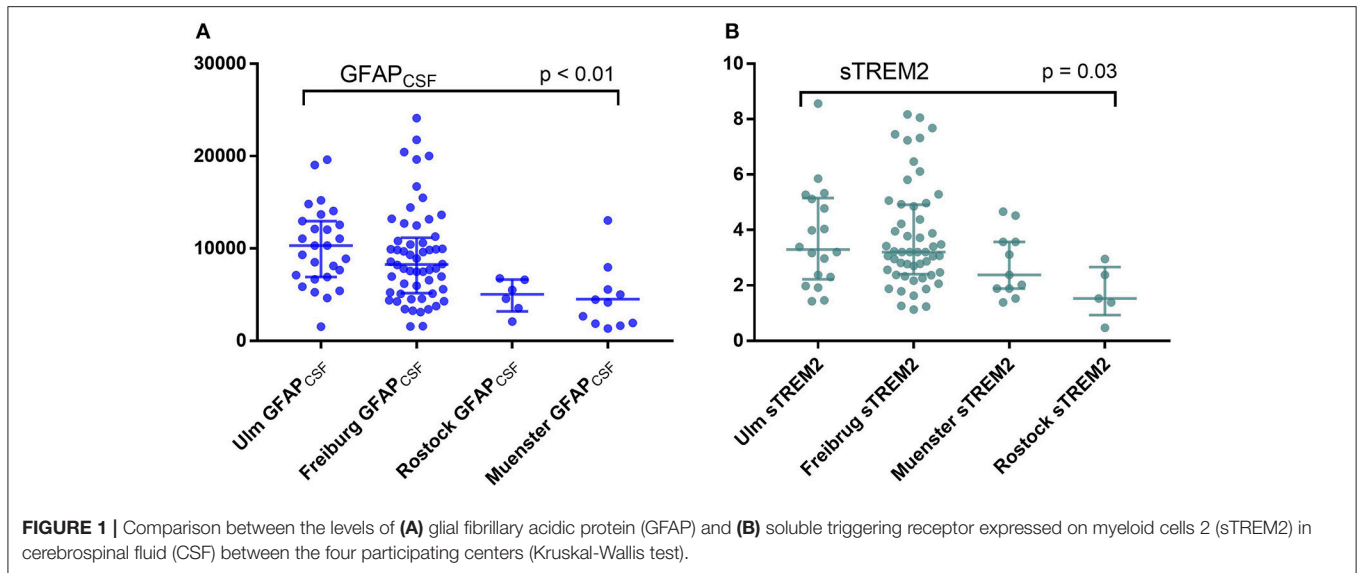 A
B
GFAPCSF p < 0.01
sTREM2 p = 0.03
30000
20000
10000
0
10
8
6
4
2
0
Ulm GFAPCSF
Freiburg GFAPCSF
Rostock GFAPCSF
Muenster GFAPCSF
Ulm sTREM2
Freibrug sTREM2
Muenster sTREM2
Rostock sTREM2
FIGURE 1 | Comparison between the levels of (A) glial fibrillary acidic protein (GFAP) and (B) soluble triggering receptor expressed on myeloid cells 2 (sTREM2) in
cerebrospinal fluid (CSF) between the four participating centers (Kruskal-Wallis test).